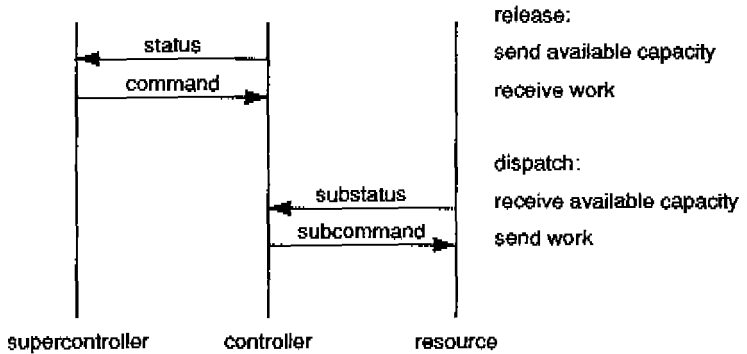 release:
status
send available capacity
command
receive work
dispatch:
substatus
receive available capacity
subcommand
send work
supercontroller controller resource